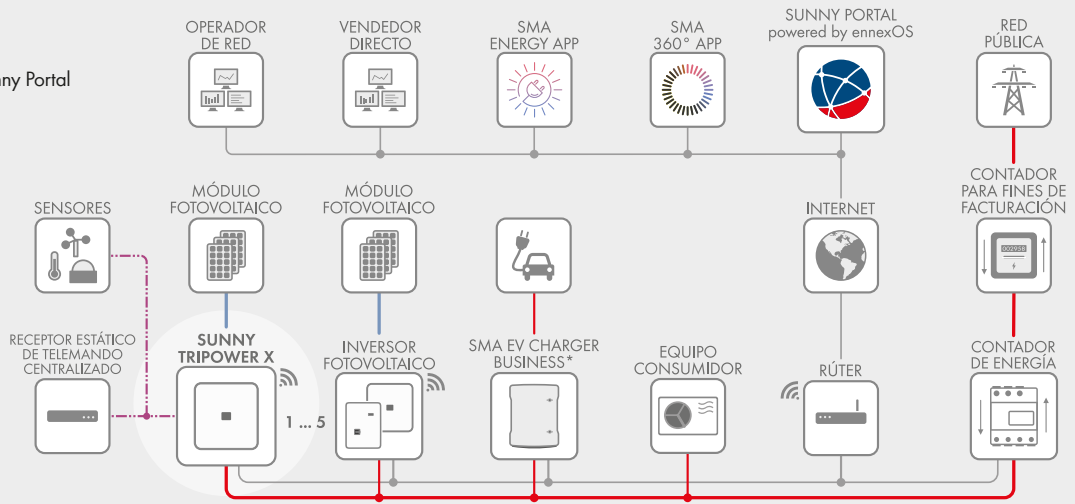 OPERADOR
DE RED
VENDEDOR
DIRECTO
SMA
ENERGY APP
SMA
360° APP
SUNNY PORTAL
powered by ennexOS
RED
PÚBLICA
ny Portal
SENSORES
MÓDULO
FOTOVOLTAICO
MÓDULO
FOTOVOLTAICO
INTERNET
CONTADOR
PARA FINES DE
FACTURACIÓN
002958
RECEPTOR ESTÁTICO
DE TELEMANDO
CENTRALIZADO
SUNNY
TRIPOWER X
1 ... 5
INVERSOR
FOTOVOLTAICO
SMA EV CHARGER
BUSINESS*
EQUIPO
CONSUMIDOR
RÚTER
CONTADOR
DE ENERGÍA